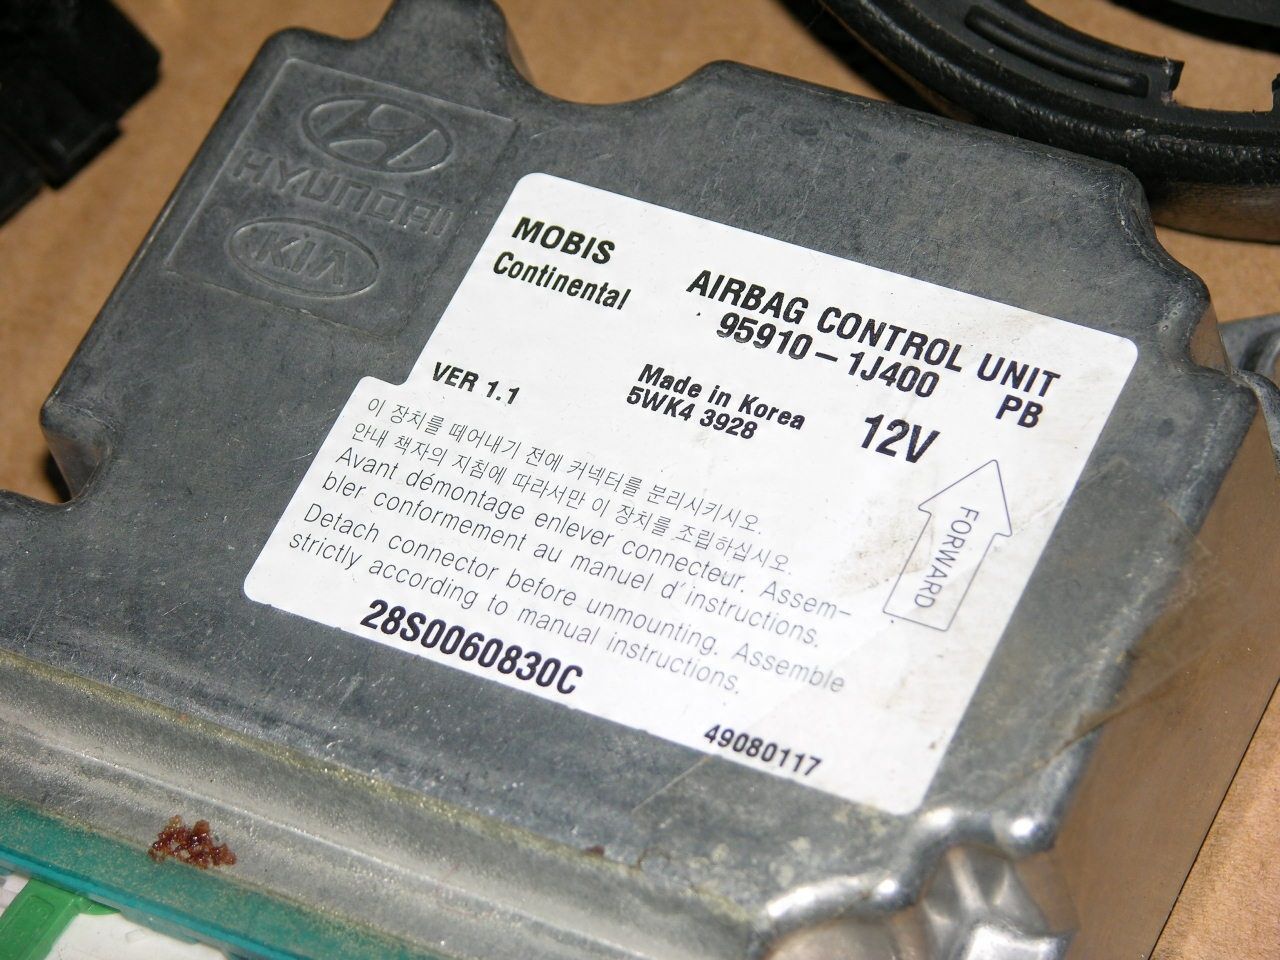 HYUNDAI
KIA
MOBIS
Continental
AIRBAG CONTROL UNIT
95910-1J400 PB
VER 1.1
Made in Korea
5WK4 3928
12V
이 장치를 떼어내기 전에 커넥터를 분리시키시오.
안내 책자의 지침에 따라서만 이 장치를 조립하십시오.
Avant démontage enlever connecteur. Assem-
bler conformement au manuel d'instructions.
Detach connector before unmounting. Assemble
strictly according to manual instructions.
FORWARD
28S0060830C
49080117